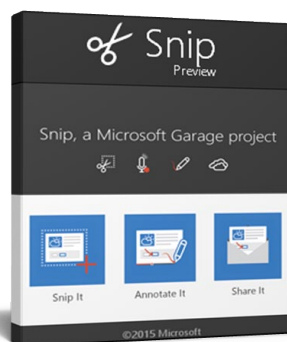 Snip
Preview
Snip, a Microsoft Garage project
Snip It
Annotate It
Share It
©2015 Microsoft